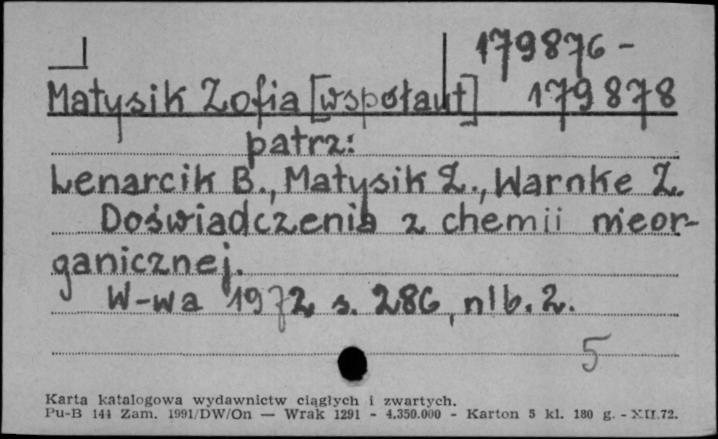 179876-
Matysik Zofia [współaut] 179878
patrz:
Lenarcik B., Matysik Z., Warnke Z.
Doświadczenia z chemii nieor-
ganicznej.
W-wa 1972 s. 286, nlb. 2.
5
Karta katalogowa wydawnictw ciągłych i zwartych.
Pu-B 141 Zam. 1991/DW/On — Wrak 1291 - 4.350.000 - Karton 5 kl. 180 g. - XII.72.